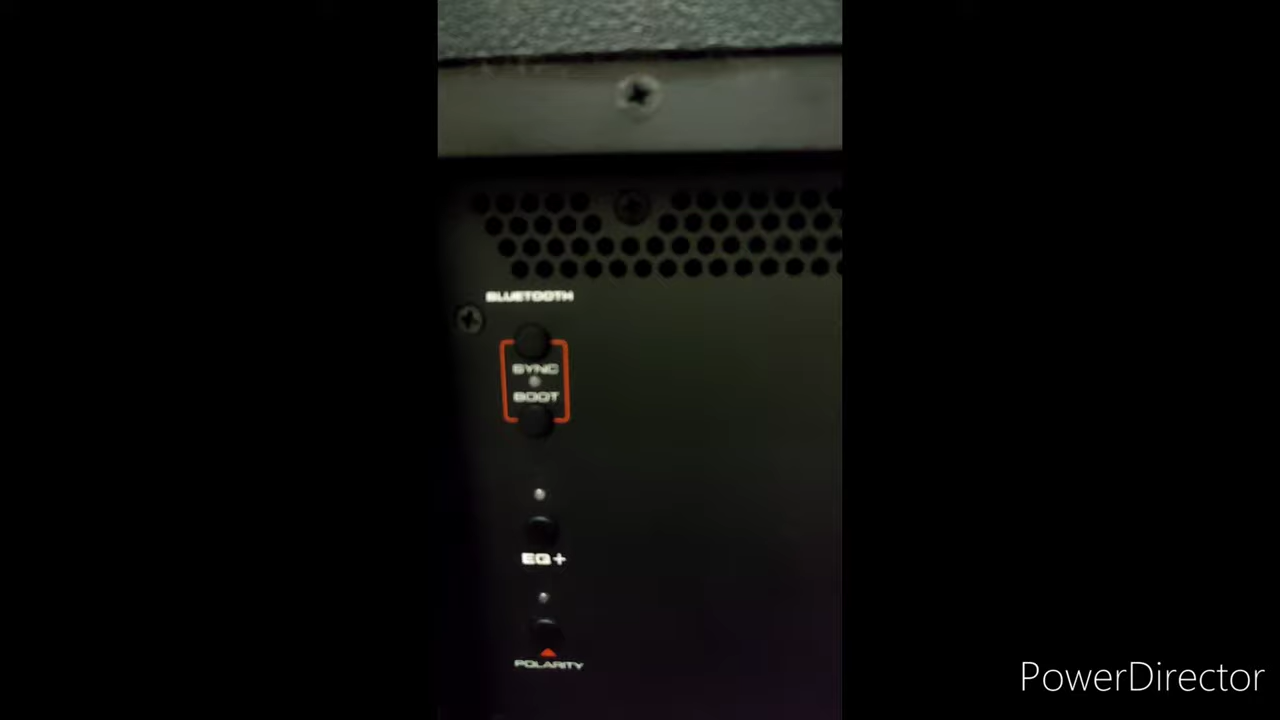 BLUETOOTH
SYNC
BOOT
EQ+
POLARITY
PowerDirector